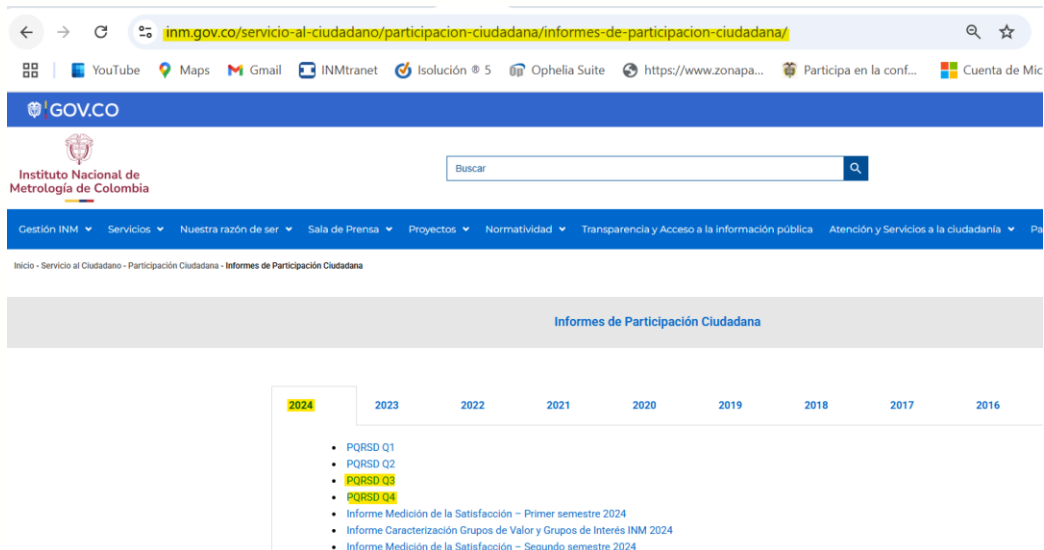 inm.gov.co/servicio-al-ciudadano/participacion-ciudadana/informes-de-participacion-ciudadana/
YouTube Maps Gmail INMtranet Isolución ® 5 Ophelia Suite https://www.zonapa... Participa en la conf... Cuenta de Mic
GOV.CO
Instituto Nacional de
Metrología de Colombia
Buscar
Gestión INM Servicios Nuestra razón de ser Sala de Prensa Proyectos Normatividad Transparencia y Acceso a la información pública Atención y Servicios a la ciudadanía Pa
Inicio - Servicio al Ciudadano - Participación Ciudadana - Informes de Participación Ciudadana
Informes de Participación Ciudadana
2024 2023 2022 2021 2020 2019 2018 2017 2016
PQRSD Q1
PQRSD Q2
PQRSD Q3
PQRSD Q4
Informe Medición de la Satisfacción – Primer semestre 2024
Informe Caracterización Grupos de Valor y Grupos de Interés INM 2024
Informe Medición de la Satisfacción – Segundo semestre 2024